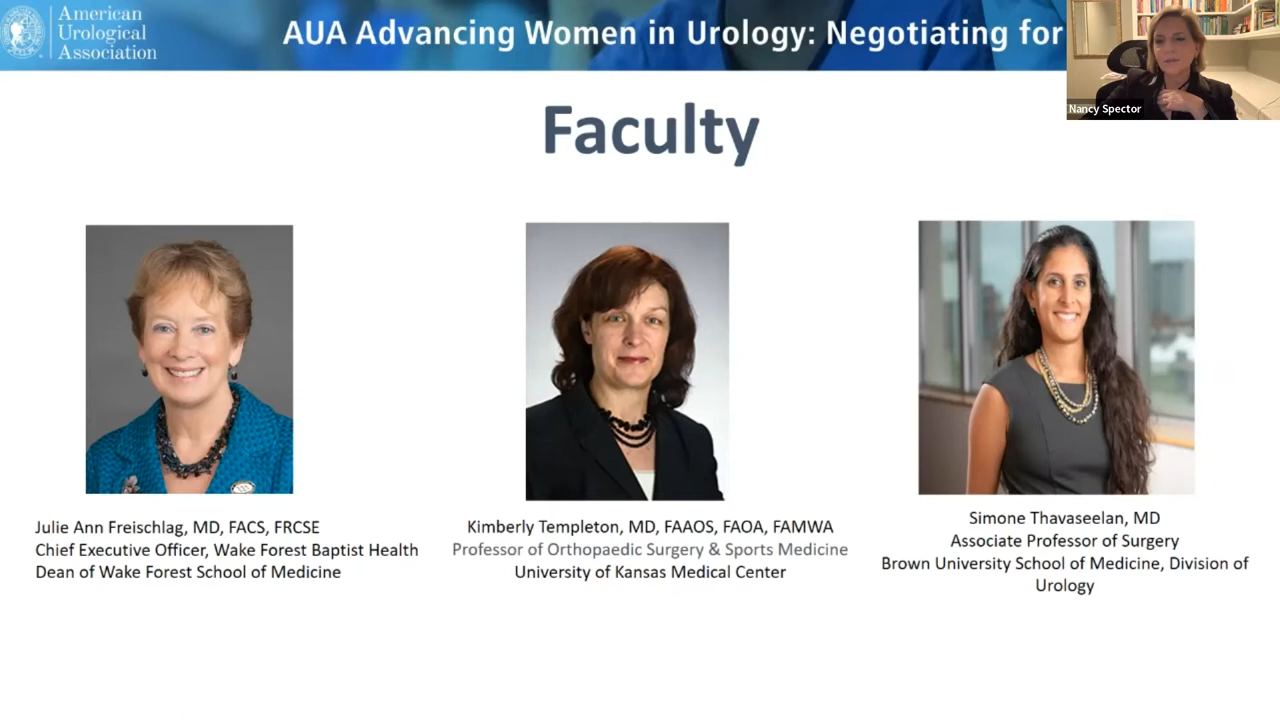 American
Urological
Association
AUA Advancing Women in Urology: Negotiating for
Nancy Spector
Faculty
Julie Ann Freischlag, MD, FACS, FRCSE
Chief Executive Officer, Wake Forest Baptist Health
Dean of Wake Forest School of Medicine
Kimberly Templeton, MD, FAAOS, FAOA, FAMWA
Professor of Orthopaedic Surgery & Sports Medicine
University of Kansas Medical Center
Simone Thavaseelan, MD
Associate Professor of Surgery
Brown University School of Medicine, Division of
Urology